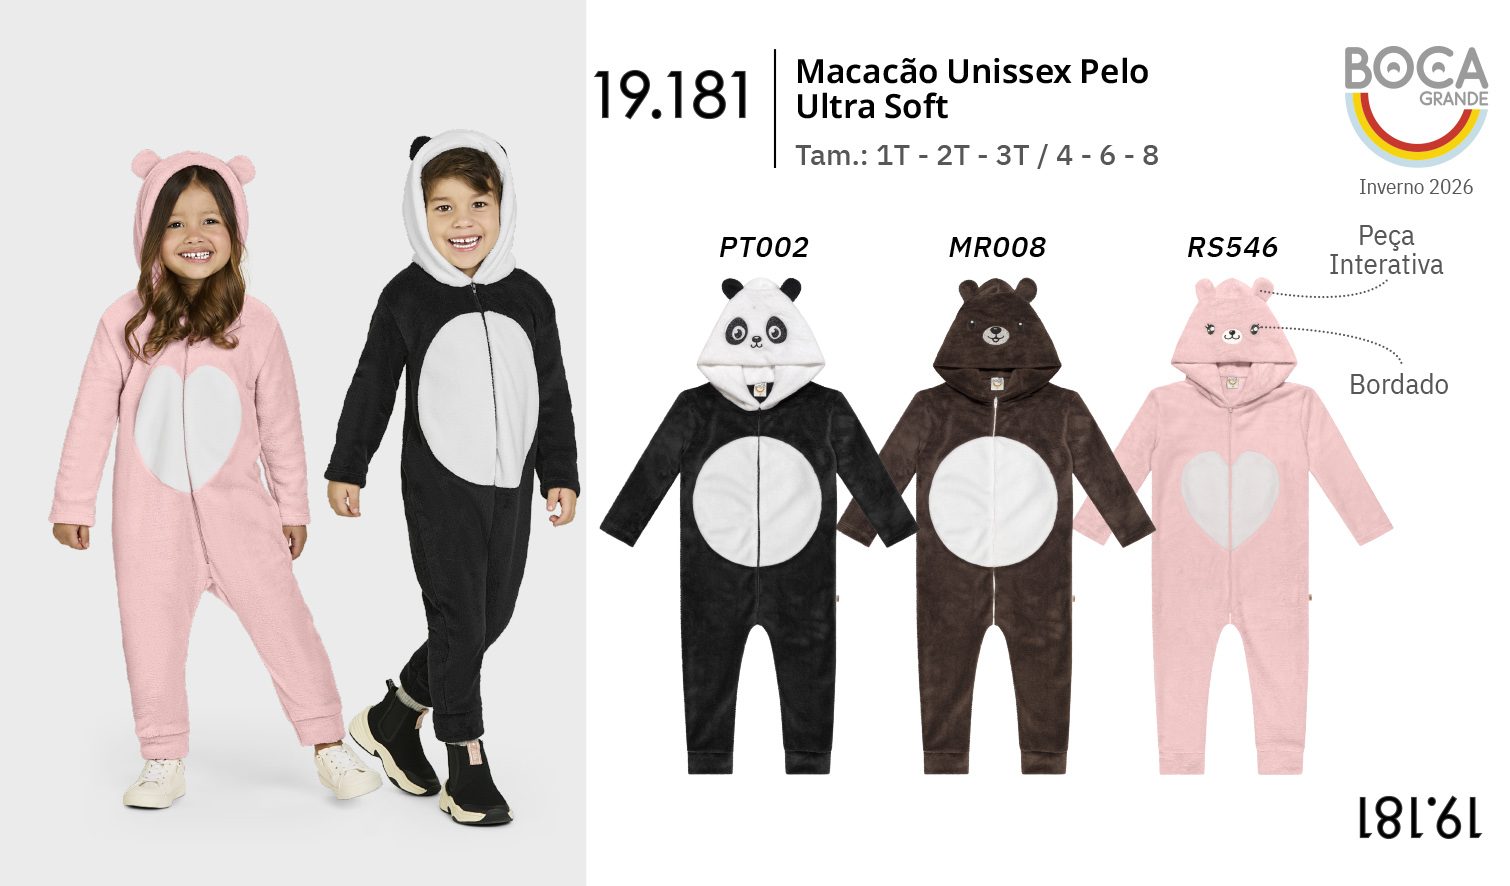 19.181
Macacão Unissex Pelo
Ultra Soft
Tam.: 1T - 2T - 3T / 4 - 6 - 8
BOCA
GRANDE
Inverno 2026
PT002
MR008
RS546
Peça
Interativa
Bordado
19.181